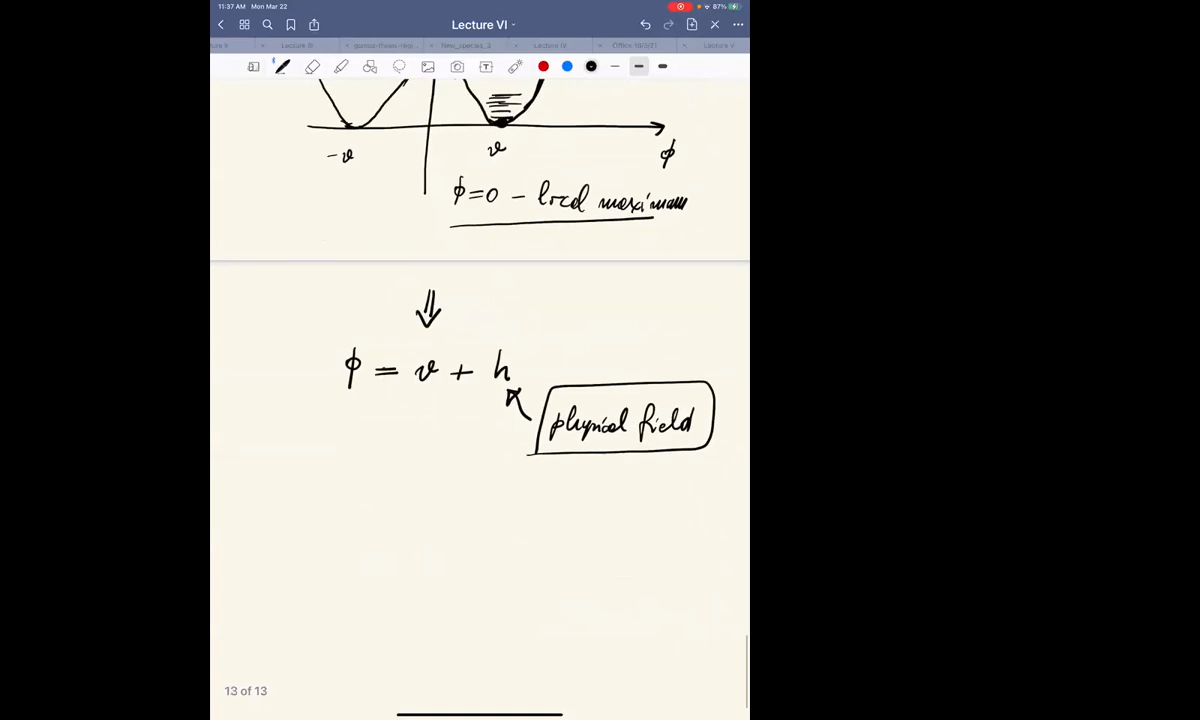 11:37 AM Mon Mar 22
87%
Lecture VI
Lecture III
New_species_2
Lecture IV
Lecture V
T
-v
v
ϕ
ϕ=0 - local maximum
⇓
ϕ = v + h
physical field
13 of 13